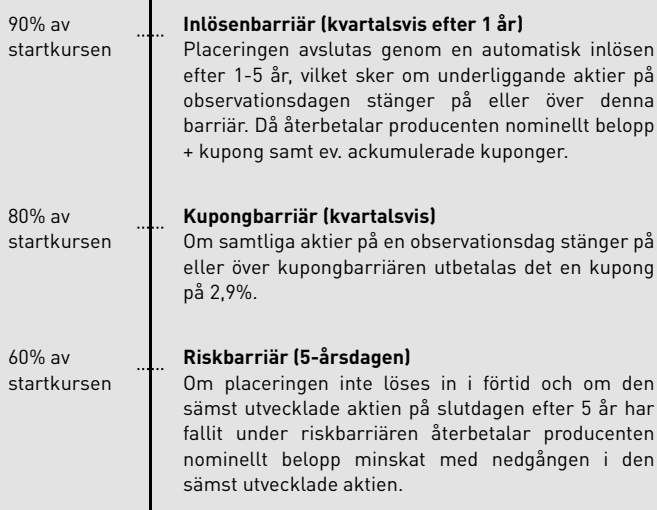 90% av
startkursen
Inlösenbarriär (kvartalsvis efter 1 år)
Placeringen avslutas genom en automatisk inlösen
efter 1-5 år, vilket sker om underliggande aktier på
observationsdagen stänger på eller över denna
barriär. Då återbetalar producenten nominellt belopp
+ kupong samt ev. ackumulerade kuponger.
80% av
startkursen
Kupongbarriär (kvartalsvis)
Om samtliga aktier på en observationsdag stänger på
eller över kupongbarriären utbetalas det en kupong
på 2,9%.
60% av
startkursen
Riskbarriär (5-årsdagen)
Om placeringen inte löses in i förtid och om den
sämst utvecklade aktien på slutdagen efter 5 år har
fallit under riskbarriären återbetalar producenten
nominellt belopp minskat med nedgången i den
sämst utvecklade aktien.